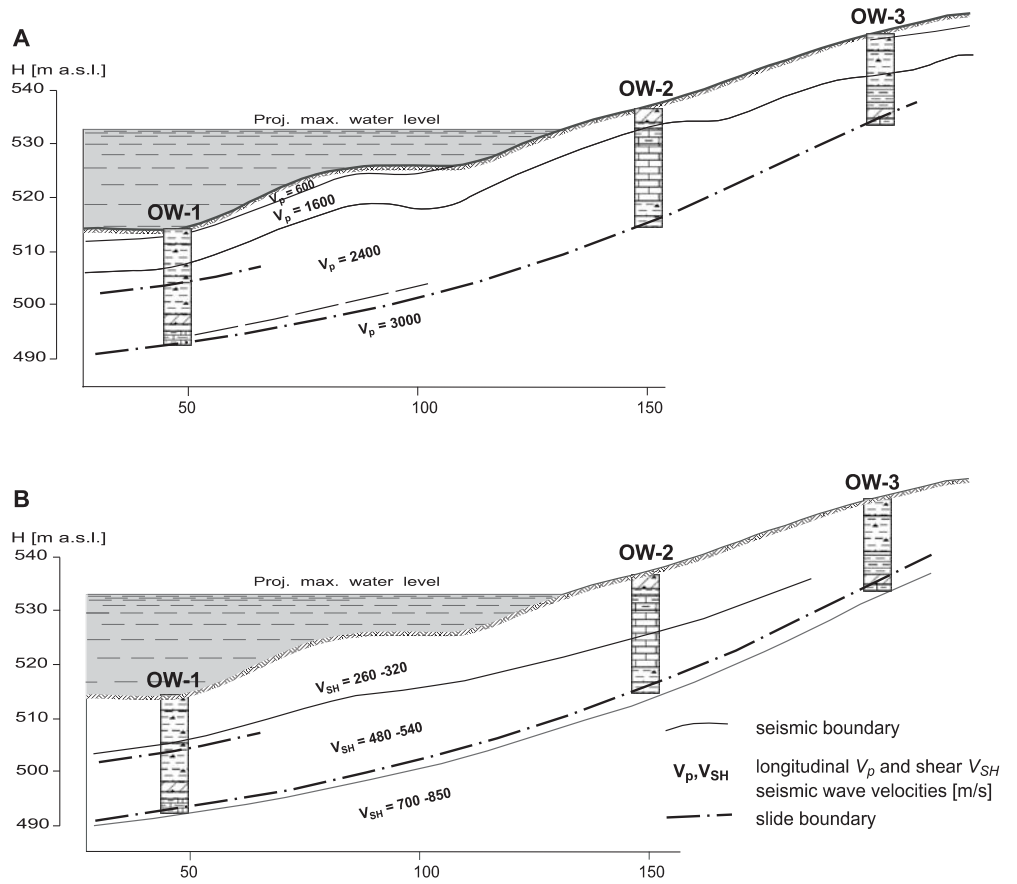 A
H [m a.s.l.]
540
530
520
510
500
490
Proj. max. water level
OW-1
OW-2
OW-3
Vp = 600
Vp = 1600
Vp = 2400
Vp = 3000
50
100
150
B
H [m a.s.l.]
540
530
520
510
500
490
Proj. max. water level
OW-1
OW-2
OW-3
VSH = 260 -320
VSH = 480 -540
VSH = 700 -850
50
100
150
seismic boundary
Vp,VSH longitudinal Vp and shear VSH
seismic wave velocities [m/s]
slide boundary